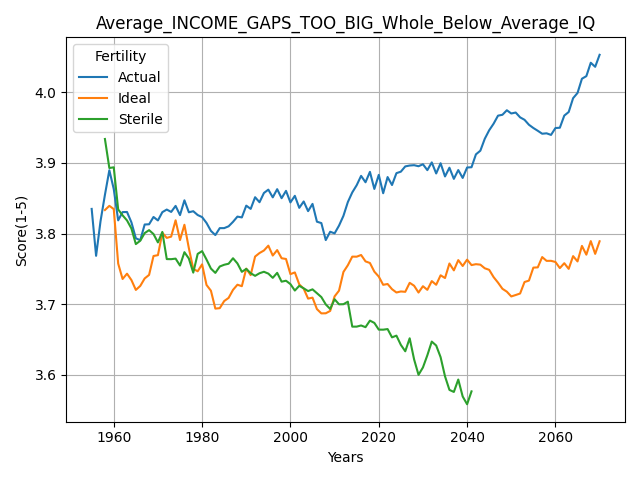 Average_INCOME_GAPS_TOO_BIG_Whole_Below_Average_IQ
Fertility
Actual
Ideal
Sterile
Score(1-5)
4.0
3.9
3.8
3.7
3.6
1960
1980
2000
2020
2040
2060
Years